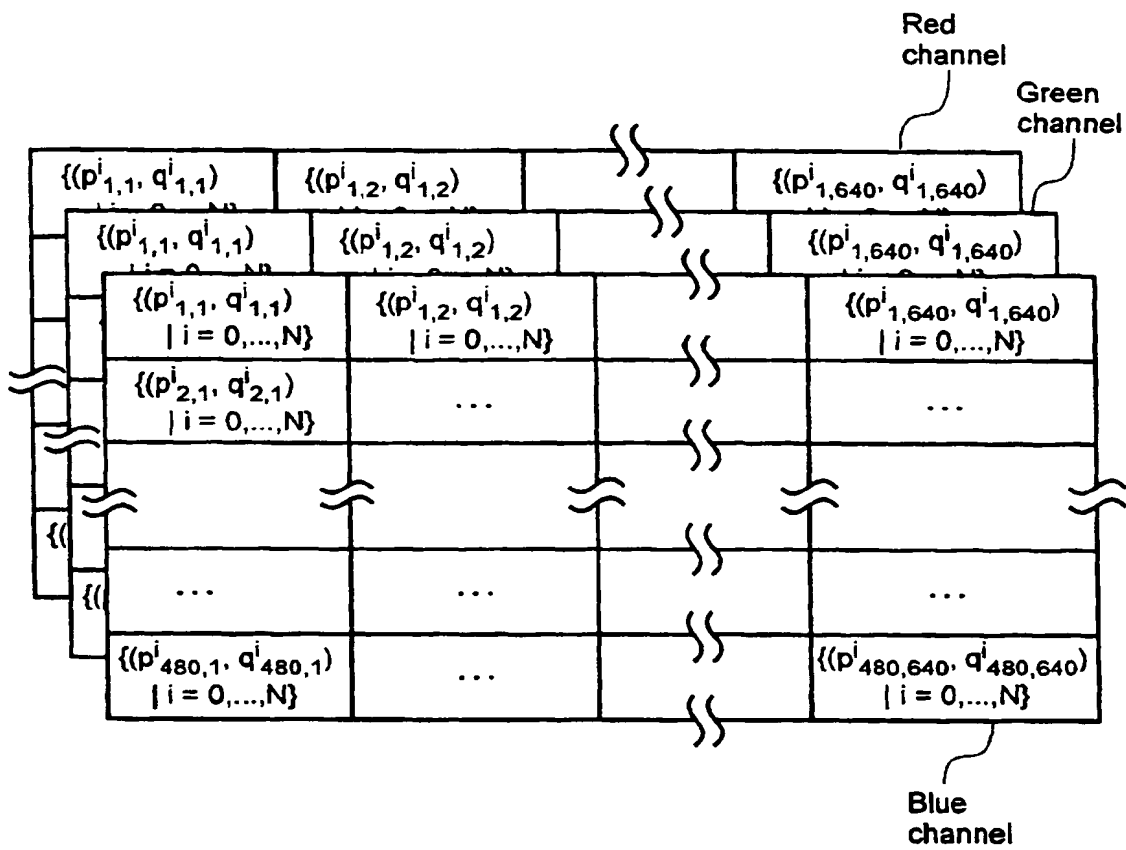 Red
channel
Green
channel
{(p^i_1,1, q^i_1,1) {(p^i_1,2, q^i_1,2) {(p^i_1,640, q^i_1,640)
{(p^i_1,1, q^i_1,1) {(p^i_1,2, q^i_1,2) {(p^i_1,640, q^i_1,640)
{(p^i_1,1, q^i_1,1) {(p^i_1,2, q^i_1,2) {(p^i_1,640, q^i_1,640)
| i = 0,...,N} | i = 0,...,N} | i = 0,...,N}
{(p^i_2,1, q^i_2,1) ... ...
| i = 0,...,N}
{(
... ... ...
{(
{(p^i_480,1, q^i_480,1) ... {(p^i_480,640, q^i_480,640)
| i = 0,...,N} | i = 0,...,N}
Blue
channel